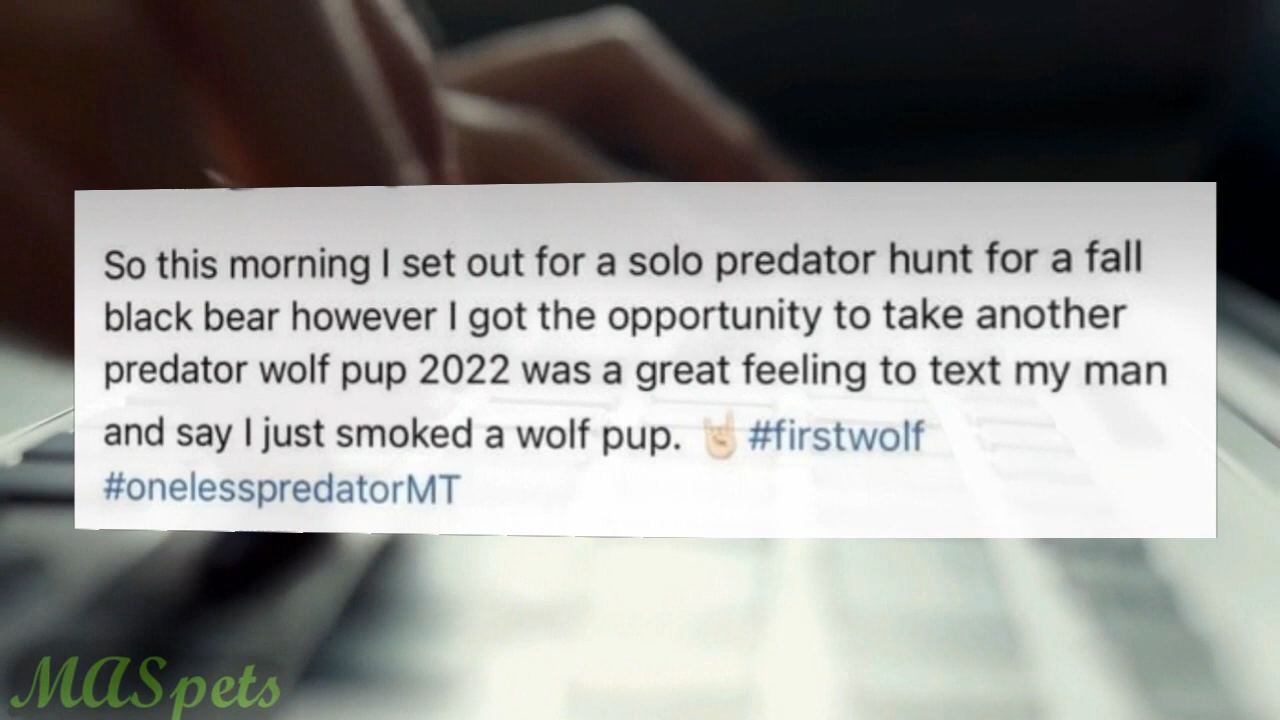 So this morning I set out for a solo predator hunt for a fall
black bear however I got the opportunity to take another
predator wolf pup 2022 was a great feeling to text my man
and say I just smoked a wolf pup. 🤘🏼 #firstwolf
#onelesspredatorMT
MASpets